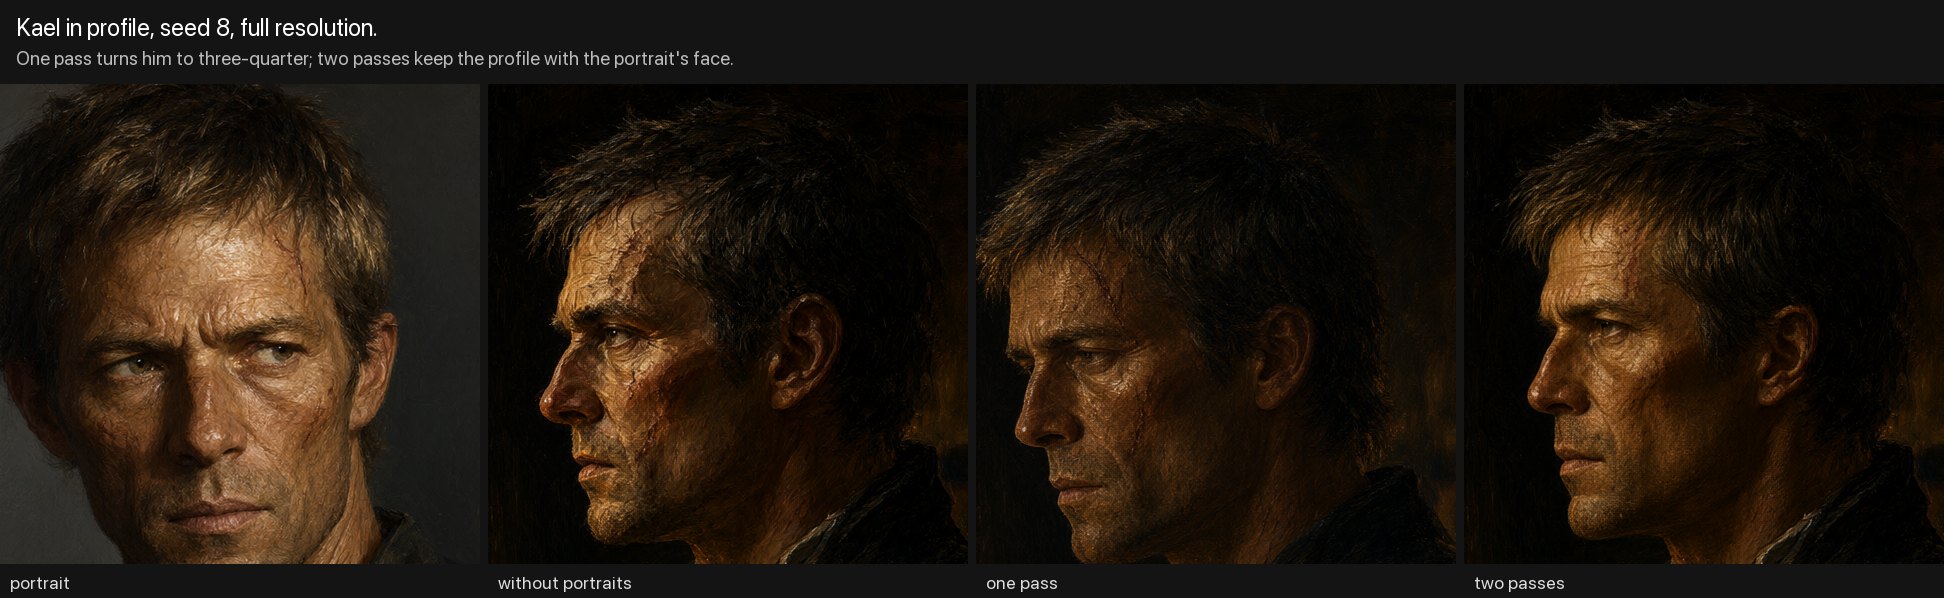 Kael in profile, seed 8, full resolution.
One pass turns him to three-quarter; two passes keep the profile with the portrait's face.
portrait
without portraits
one pass
two passes